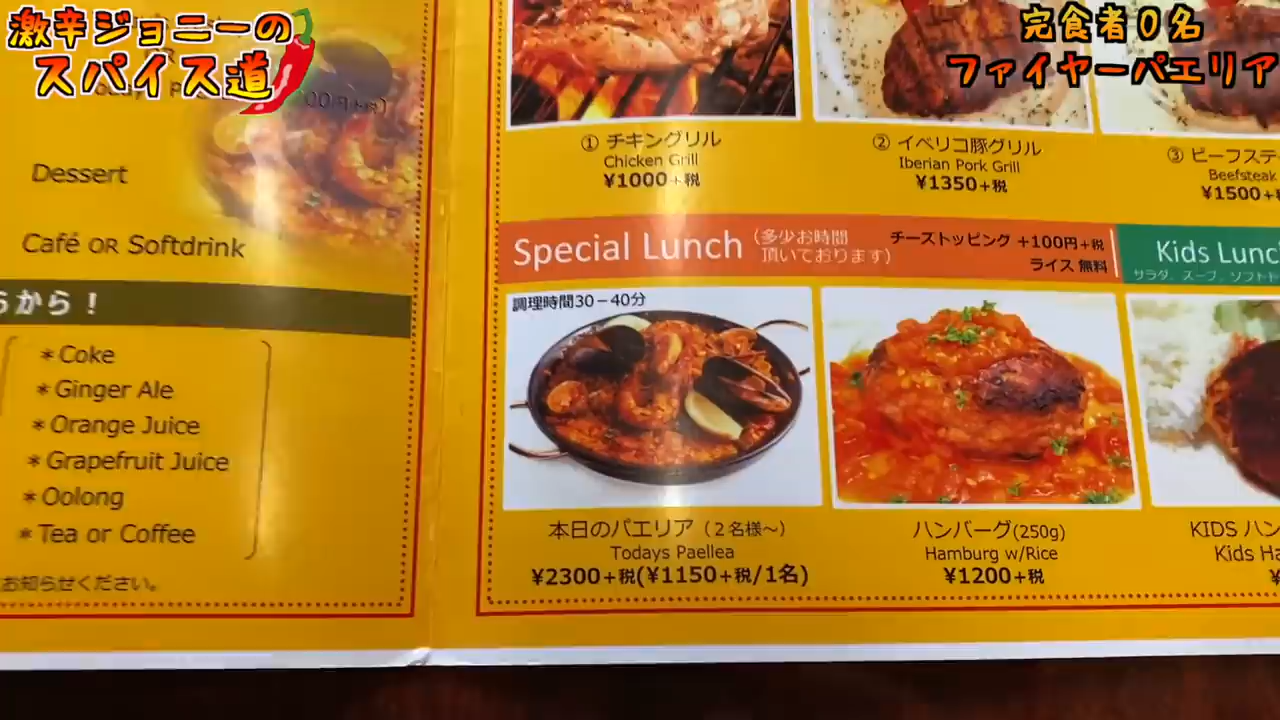 激辛ジョニーの
スパイス道
完食者０名
ファイヤーパエリア
OR
Dessert
Café OR Softdrink
らから！
＊Coke
＊Ginger Ale
＊Orange Juice
＊Grapefruit Juice
＊Oolong
＊Tea or Coffee
お知らせください。
① チキングリル
Chicken Grill
¥1000＋税
② イベリコ豚グリル
Iberian Pork Grill
¥1350＋税
③ ビーフステ
Beefsteak
¥1500＋
Special Lunch
（多少お時間
頂いております）
チーズトッピング ＋100円＋税
ライス 無料
Kids Lunc
サラダ、スープ、ソフトド
調理時間30－40分
本日のパエリア（２名様～）
Todays Paellea
¥2300＋税(¥1150＋税/1名)
ハンバーグ(250g)
Hamburg w/Rice
¥1200＋税
KIDS ハン
Kids Ha
¥